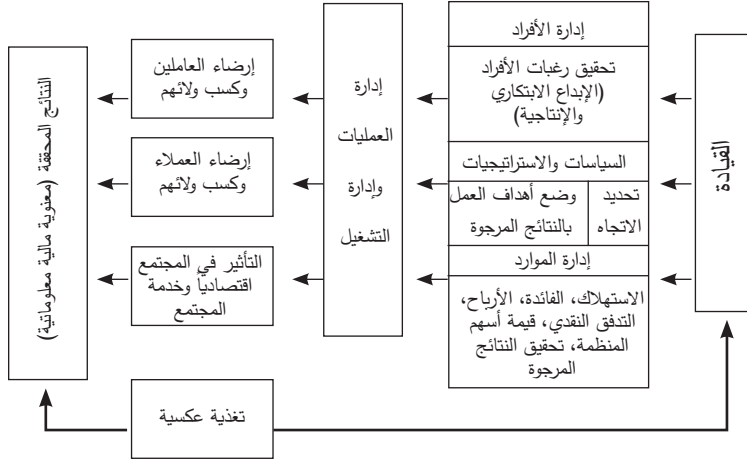 القيادة
إدارة الأفراد
تحقيق رغبات الأفراد
(الإبداع الابتكاري
والإنتاجية)
السياسات والاستراتيجيات
تحديد
الاتجاه
وضع أهداف العمل
بالنتائج المرجوة
إدارة الموارد
الاستهلاك، الفائدة، الأرباح،
التدفق النقدي، قيمة أسهم
المنظمة، تحقيق النتائج
المرجوة
إدارة
العمليات
وإدارة
التشغيل
إرضاء العاملين
وكسب ولائهم
إرضاء العملاء
وكسب ولائهم
التأثير في المجتمع
اقتصادياً وخدمة
المجتمع
النتائج المحققة (معنوية مالية معلوماتية)
تغذية عكسية